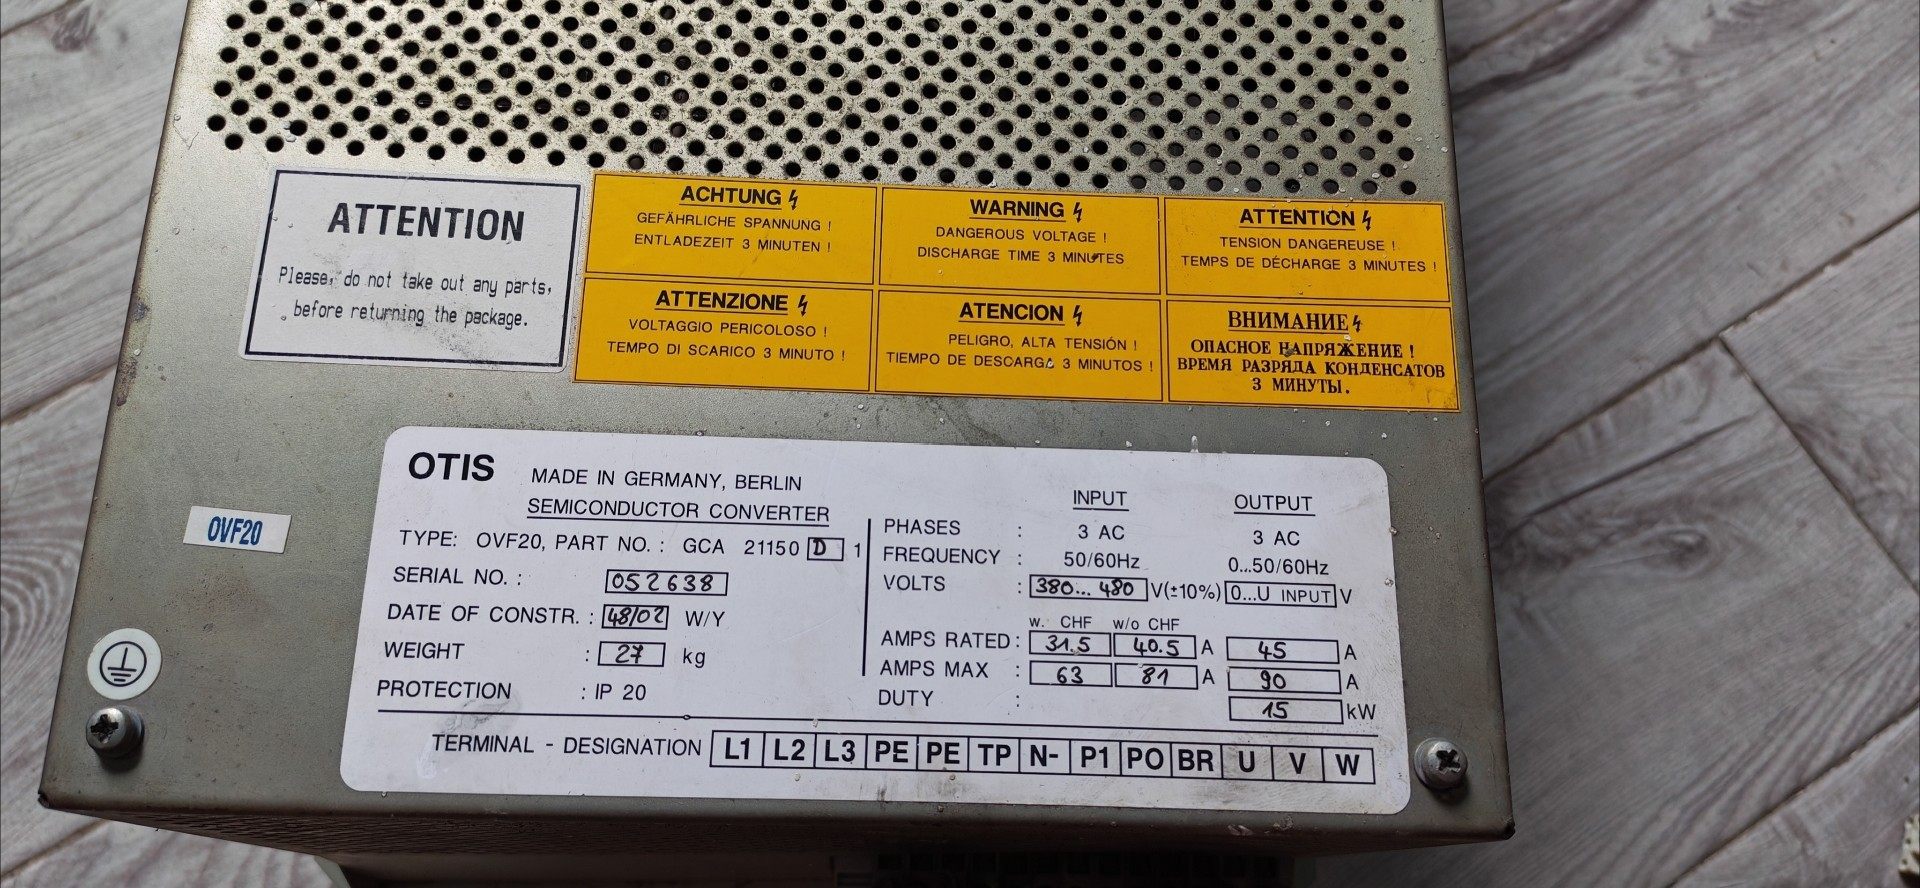 ATTENTION
Please, do not take out any parts,
before returning the package.
ACHTUNG
GEFÄHRLICHE SPANNUNG !
ENTLADEZEIT 3 MINUTEN !
WARNING
DANGEROUS VOLTAGE !
DISCHARGE TIME 3 MINUTES
ATTENTION
TENSION DANGEREUSE !
TEMPS DE DÉCHARGE 3 MINUTES !
ATTENZIONE
VOLTAGGIO PERICOLOSO !
TEMPO DI SCARICO 3 MINUTO !
ATENCION
PELIGRO, ALTA TENSIÓN !
TIEMPO DE DESCARGA 3 MINUTOS !
ВНИМАНИЕ
ОПАСНОЕ НАПРЯЖЕНИЕ !
ВРЕМЯ РАЗРЯДА КОНДЕНСАТОВ
3 МИНУТЫ.
OVF20
OTIS MADE IN GERMANY, BERLIN
SEMICONDUCTOR CONVERTER
TYPE: OVF20, PART NO. : GCA 21150 D 1
SERIAL NO. : 052638
DATE OF CONSTR. : 48/02 W/Y
WEIGHT : 27 kg
PROTECTION : IP 20
INPUT OUTPUT
PHASES : 3 AC 3 AC
FREQUENCY : 50/60Hz 0...50/60Hz
VOLTS : 380... 480 V(±10%) 0...U INPUT V
w. CHF w/o CHF
AMPS RATED : 31.5 40.5 A 45 A
AMPS MAX : 63 81 A 90 A
DUTY : 15 kW
TERMINAL - DESIGNATION L1 L2 L3 PE PE TP N- P1 PO BR U V W